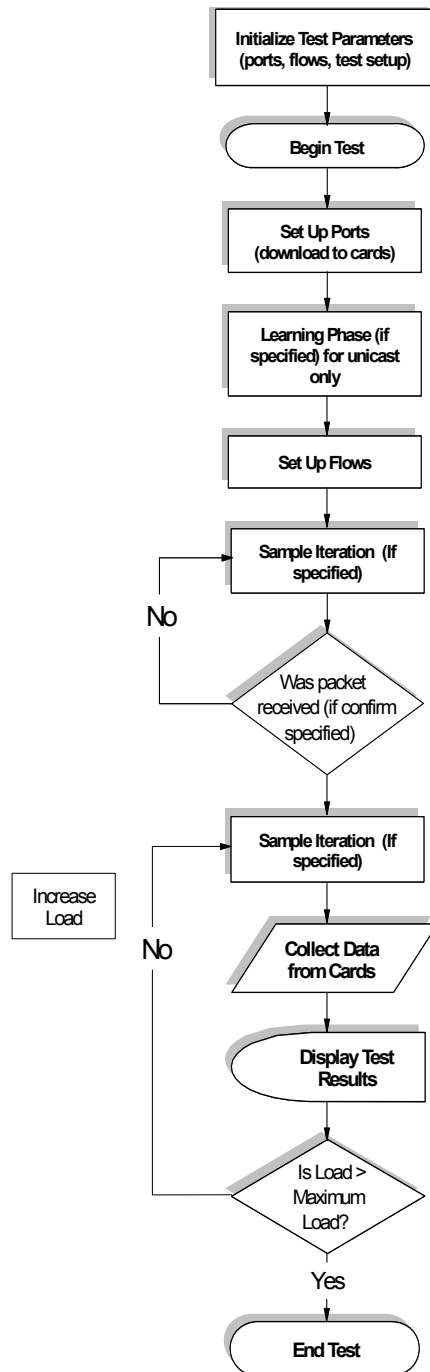 Initialize Test Parameters
(ports, flows, test setup)
Begin Test
Set Up Ports
(download to cards)
Learning Phase (if
specified) for unicast
only
Set Up Flows
Sample Iteration (If
specified)
No
Was packet
received (if confirm
specified)
Sample Iteration (If
specified)
Increase
Load
No
Collect Data
from Cards
Display Test
Results
Is Load >
Maximum
Load?
Yes
End Test